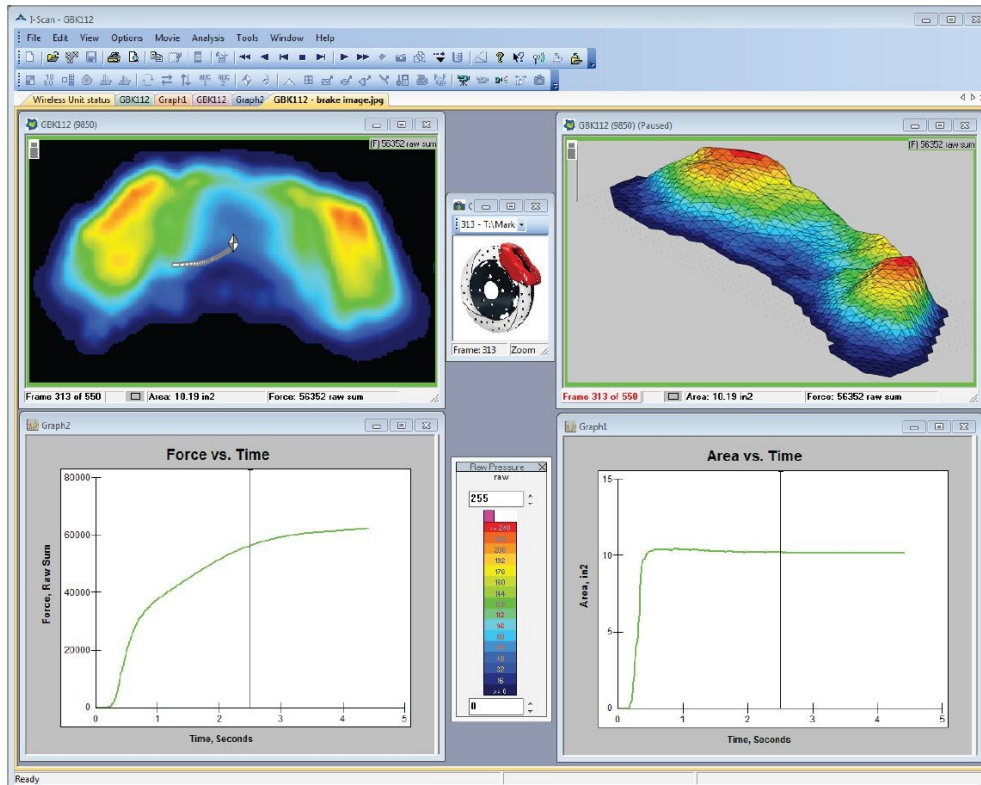 I-Scan - GBK112
File Edit View Options Movie Analysis Tools Window Help
Wireless Unit status GBK112 Graph1 GBK112 Graph2 GBK112 - brake image.jpg
GBK112 (9850)
(F) 56352 raw sum
Frame 313 of 550 Area: 10.19 in2 Force: 56352 raw sum
313 - T:\Mark
Frame: 313 Zoom
GBK112 (9850) (Paused)
(F) 56352 raw sum
Frame 313 of 550 Area: 10.19 in2 Force: 56352 raw sum
Graph2
Force vs. Time
80000
60000
40000
20000
0
0 1 2 3 4 5
Force, Raw Sum
Time, Seconds
Raw Pressure
raw
255
>= 240
208
192
176
160
144
112
96
80
48
32
16
>= 0
0
Graph1
Area vs. Time
15
10
5
0
0 1 2 3 4 5
Area, in2
Time, Seconds
Ready